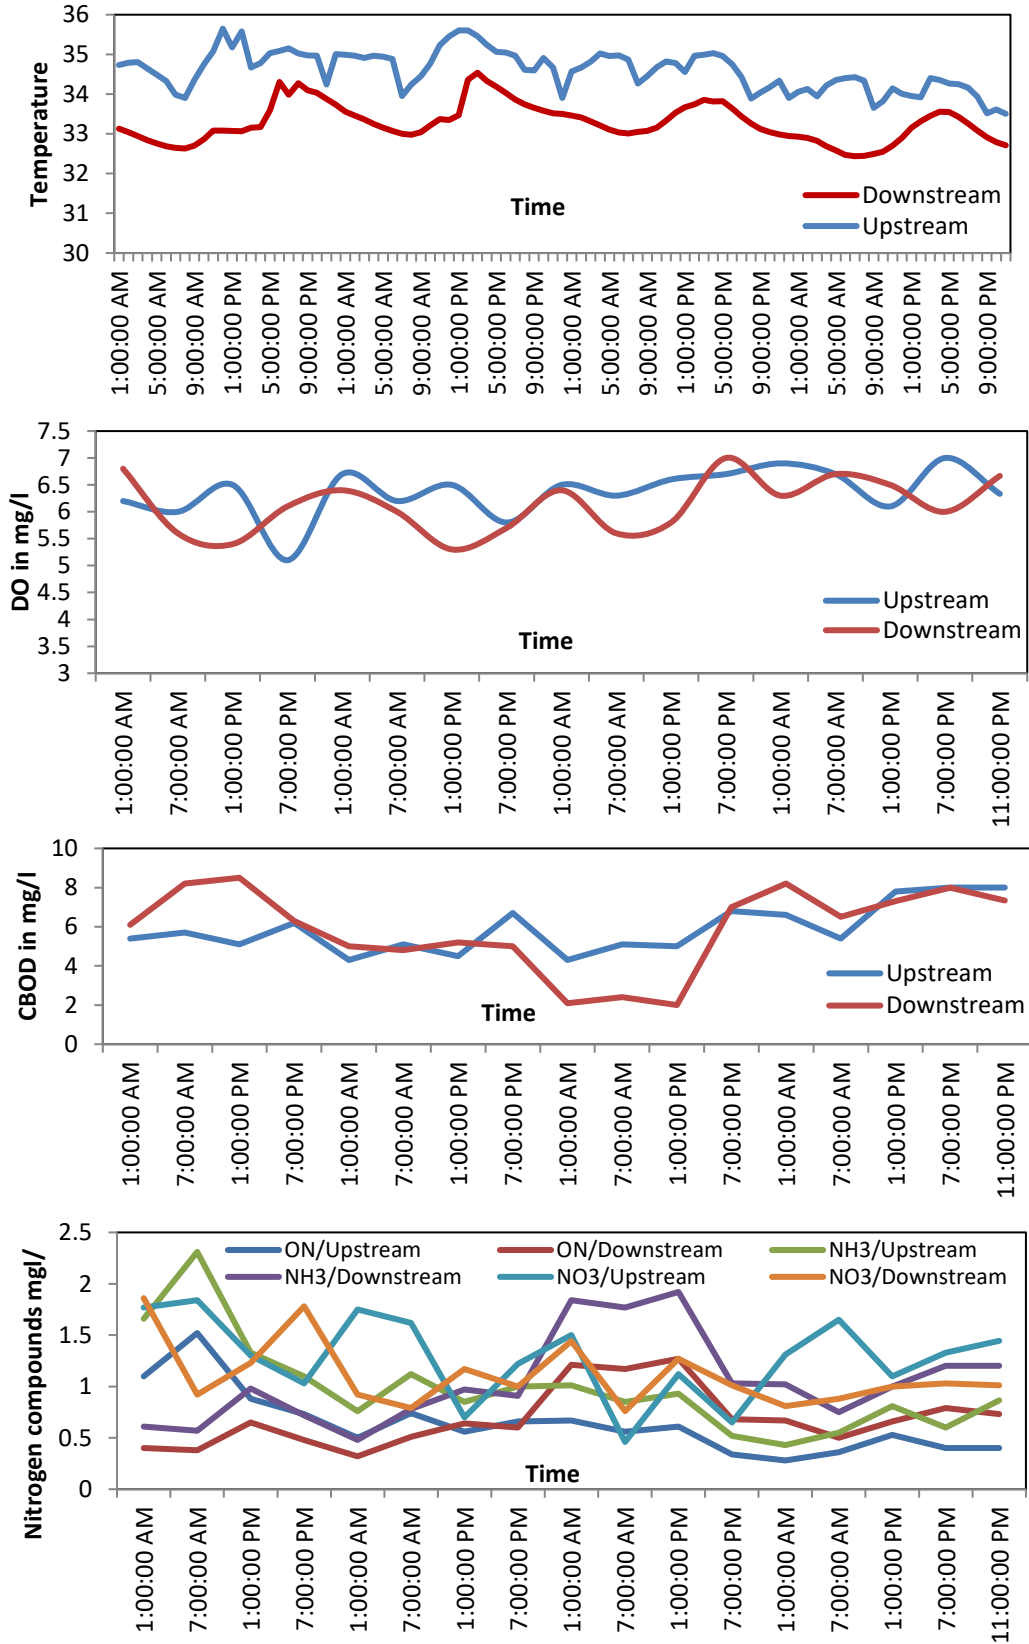 36
35
34
33
32
31
30
Temperature
Time
Downstream
Upstream
1:00:00 AM
5:00:00 AM
9:00:00 AM
1:00:00 PM
5:00:00 PM
9:00:00 PM
1:00:00 AM
5:00:00 AM
9:00:00 AM
1:00:00 PM
5:00:00 PM
9:00:00 PM
1:00:00 AM
5:00:00 AM
9:00:00 AM
1:00:00 PM
5:00:00 PM
9:00:00 PM
1:00:00 AM
5:00:00 AM
9:00:00 AM
1:00:00 PM
5:00:00 PM
9:00:00 PM
7.5
7
6.5
6
5.5
5
4.5
4
3.5
3
DO in mg/l
Time
Upstream
Downstream
1:00:00 AM
7:00:00 AM
1:00:00 PM
7:00:00 PM
1:00:00 AM
7:00:00 AM
1:00:00 PM
7:00:00 PM
1:00:00 AM
7:00:00 AM
1:00:00 PM
7:00:00 PM
1:00:00 AM
7:00:00 AM
1:00:00 PM
7:00:00 PM
11:00:00 PM
10
8
6
4
2
0
CBOD in mg/l
Time
Upstream
Downstream
1:00:00 AM
7:00:00 AM
1:00:00 PM
7:00:00 PM
1:00:00 AM
7:00:00 AM
1:00:00 PM
7:00:00 PM
1:00:00 AM
7:00:00 AM
1:00:00 PM
7:00:00 PM
1:00:00 AM
7:00:00 AM
1:00:00 PM
7:00:00 PM
11:00:00 PM
2.5
2
1.5
1
0.5
0
Nitrogen compounds mgl/
ON/Upstream
ON/Downstream
NH3/Upstream
NH3/Downstream
NO3/Upstream
NO3/Downstream
Time
1:00:00 AM
7:00:00 AM
1:00:00 PM
7:00:00 PM
1:00:00 AM
7:00:00 AM
1:00:00 PM
7:00:00 PM
1:00:00 AM
7:00:00 AM
1:00:00 PM
7:00:00 PM
1:00:00 AM
7:00:00 AM
1:00:00 PM
7:00:00 PM
11:00:00 PM